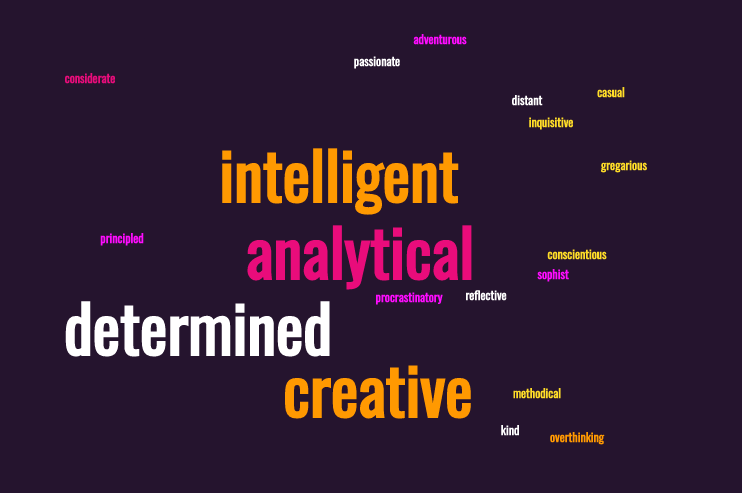 adventurous
passionate
considerate
casual
distant
inquisitive
intelligent
gregarious
principled
analytical
conscientious
sophist
procrastinatory
reflective
determined
creative
methodical
kind
overthinking